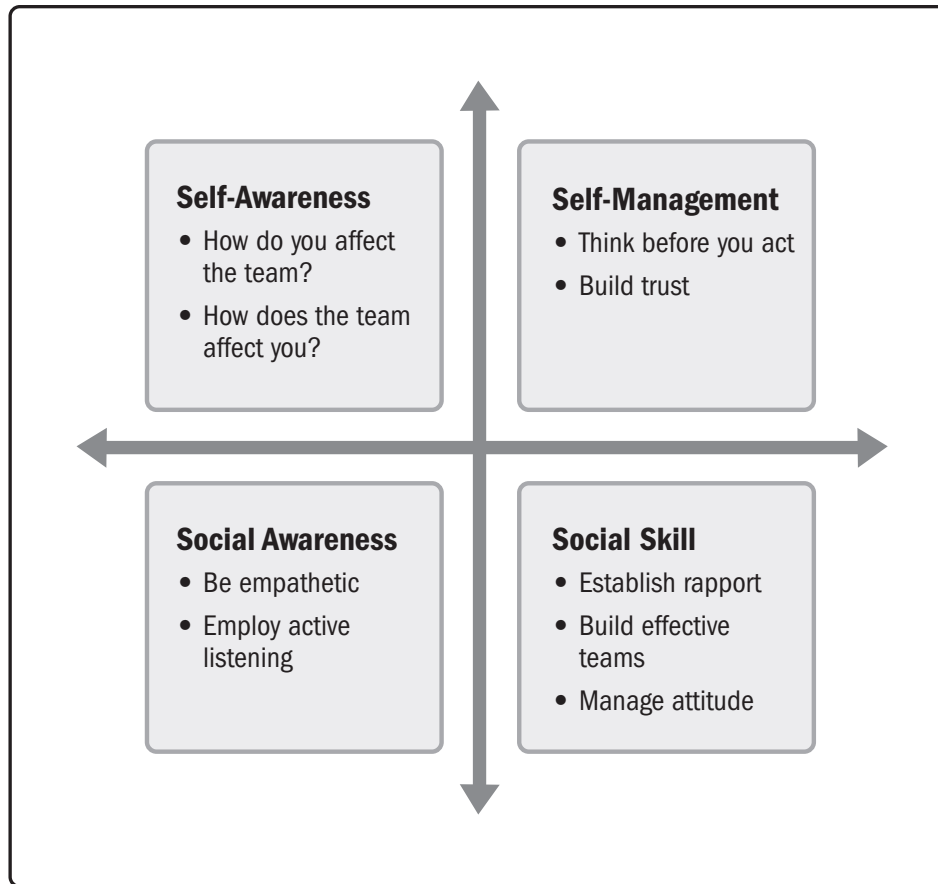 Self-Awareness
• How do you affect
the team?
• How does the team
affect you?
Self-Management
• Think before you act
• Build trust
Social Awareness
• Be empathetic
• Employ active
listening
Social Skill
• Establish rapport
• Build effective
teams
• Manage attitude